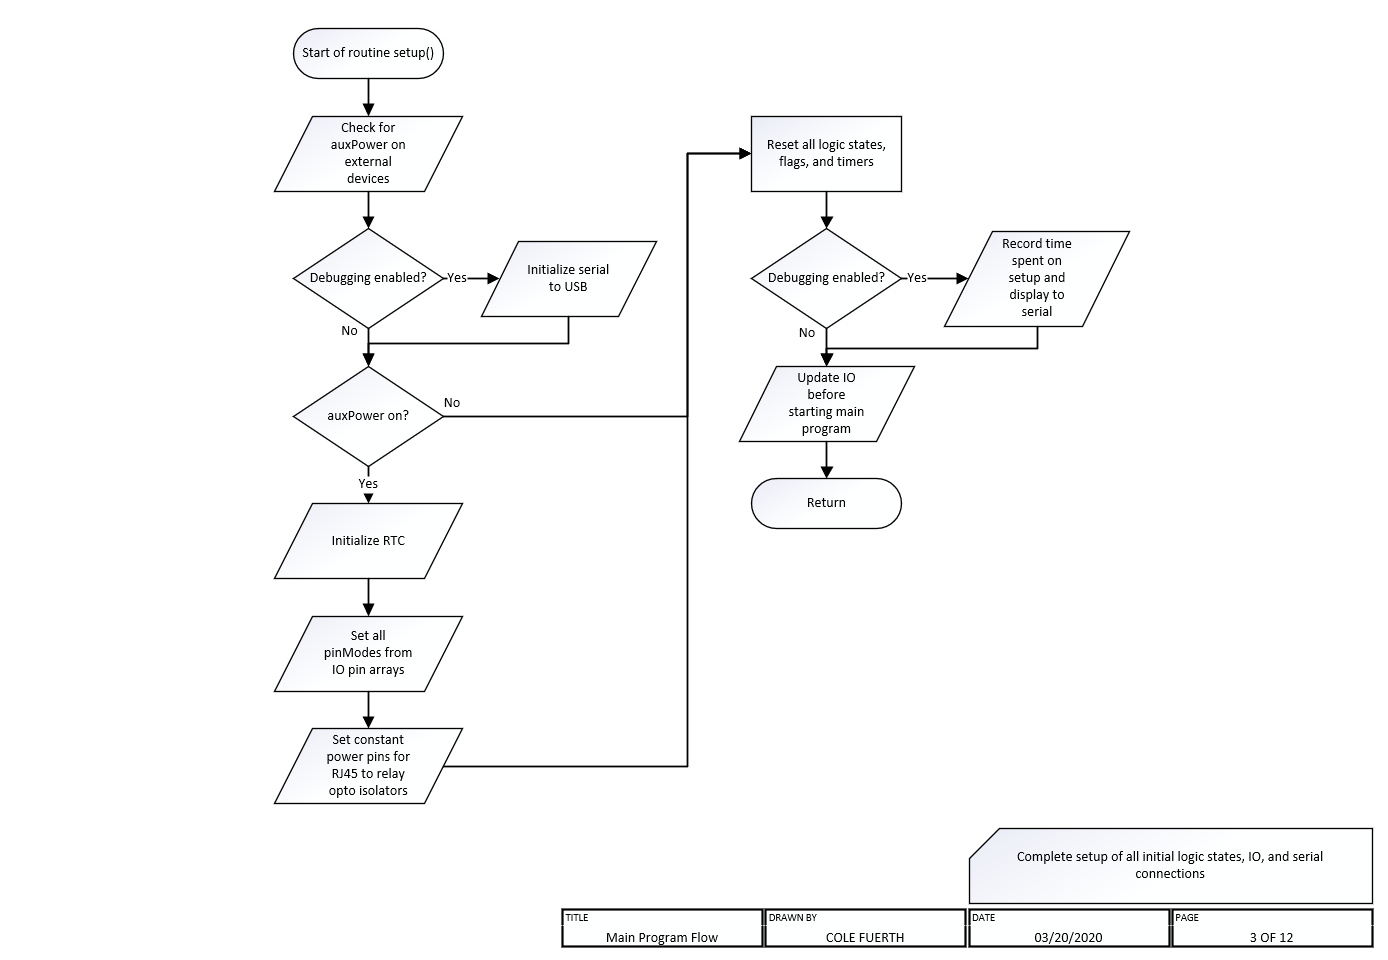 Start of routine setup()
Check for
auxPower on
external
devices
Debugging enabled?
Yes
Initialize serial
to USB
No
auxPower on?
No
Yes
Initialize RTC
Set all
pinModes from
IO pin arrays
Set constant
power pins for
RJ45 to relay
opto isolators
Reset all logic states,
flags, and timers
Debugging enabled?
Yes
Record time
spent on
setup and
display to
serial
No
Update IO
before
starting main
program
Return
Complete setup of all initial logic states, IO, and serial
connections
TITLE
Main Program Flow
DRAWN BY
COLE FUERTH
DATE
03/20/2020
PAGE
3 OF 12